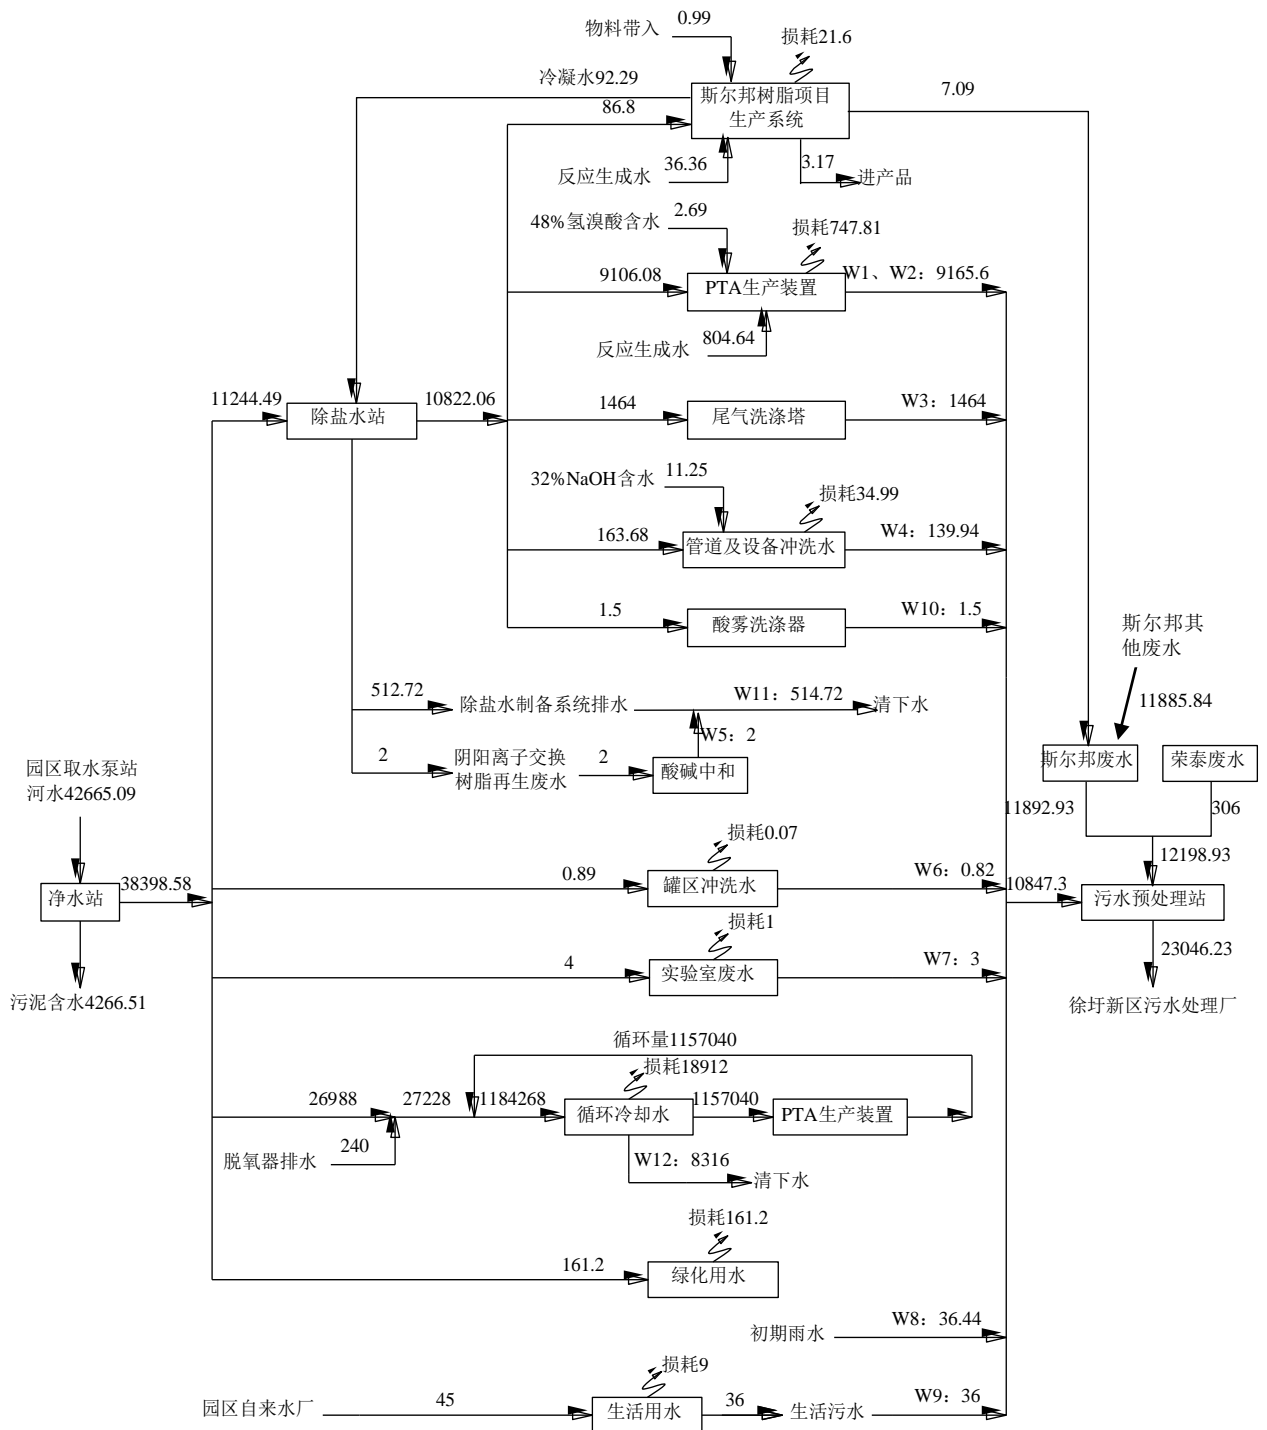 物料带入
0.99
损耗21.6
冷凝水92.29
86.8
斯尔邦树脂项目
生产系统
7.09
反应生成水
36.36
3.17
进产品
48%氢溴酸含水
2.69
损耗747.81
9106.08
PTA生产装置
W1、W2：9165.6
反应生成水
804.64
11244.49
除盐水站
10822.06
1464
尾气洗涤塔
W3：1464
32%NaOH含水
11.25
损耗34.99
163.68
管道及设备冲洗水
W4：139.94
1.5
酸雾洗涤器
W10：1.5
斯尔邦其
他废水
11885.84
512.72
除盐水制备系统排水
W11：514.72
清下水
W5：2
2
阴阳离子交换
树脂再生废水
2
酸碱中和
斯尔邦废水
荣泰废水
11892.93
306
12198.93
园区取水泵站
河水42665.09
净水站
38398.58
污泥含水4266.51
损耗0.07
0.89
罐区冲洗水
W6：0.82
10847.3
污水预处理站
23046.23
徐圩新区污水处理厂
损耗1
4
实验室废水
W7：3
循环量1157040
损耗18912
26988
27228
1184268
循环冷却水
1157040
PTA生产装置
脱氧器排水
240
W12：8316
清下水
损耗161.2
161.2
绿化用水
初期雨水
W8：36.44
损耗9
园区自来水厂
45
生活用水
36
生活污水
W9：36